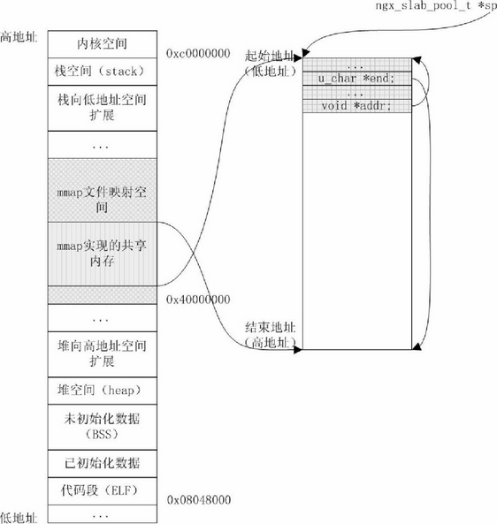 ngx_slab_pool_t *sp
高地址
内核空间
0xc0000000
栈空间（stack）
栈向低地址空间
扩展
...
mmap文件映射空
间
mmap实现的共享
内存
0x40000000
...
堆向高地址空间
扩展
堆空间（heap）
未初始化数据
（BSS）
已初始化数据
代码段（ELF）
0x08048000
...
低地址
起始地址
（低地址）
...
u_char *end;
...
void *addr;
结束地址
（高地址）